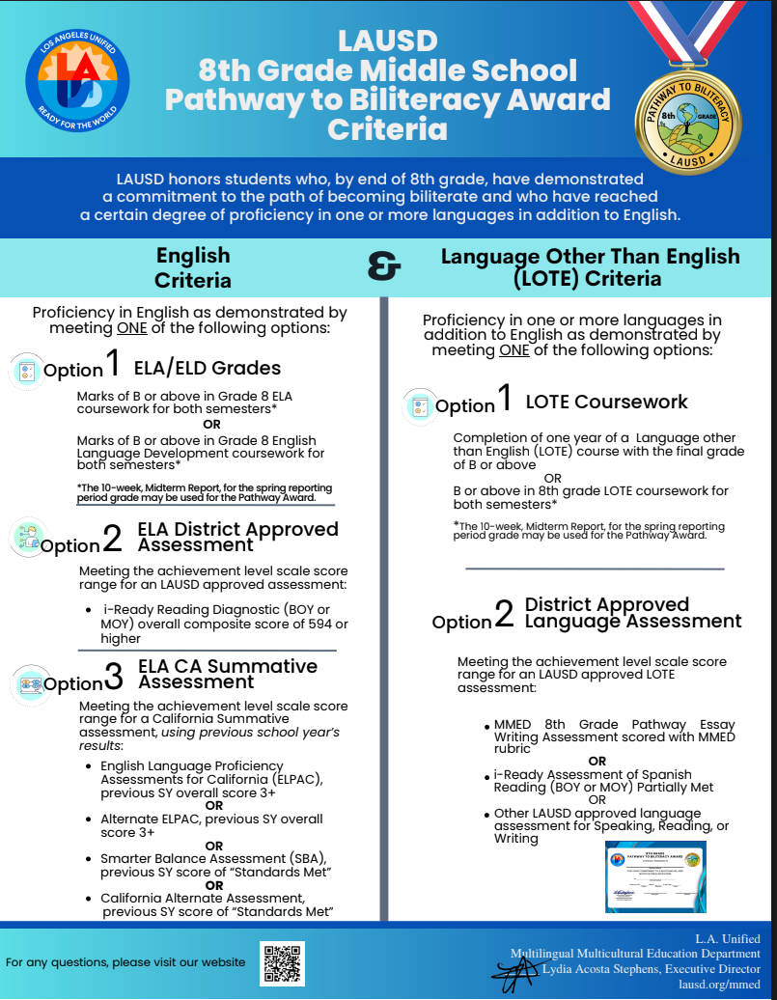 LAUSD
8th Grade Middle School
Pathway to Biliteracy Award
Criteria
LOS ANGELES UNIFIED
READY FOR THE WORLD
PATHWAY TO BILITERACY
8th GRADE
LAUSD
LAUSD honors students who, by end of 8th grade, have demonstrated
a commitment to the path of becoming biliterate and who have reached
a certain degree of proficiency in one or more languages in addition to English.
English
Criteria
&
Language Other Than English
(LOTE) Criteria
Proficiency in English as demonstrated by
meeting ONE of the following options:
Option 1 ELA/ELD Grades
Marks of B or above in Grade 8 ELA
coursework for both semesters*
OR
Marks of B or above in Grade 8 English
Language Development coursework for
both semesters*
*The 10-week, Midterm Report, for the spring reporting
period grade may be used for the Pathway Award.
Option 2 ELA District Approved
Assessment
Meeting the achievement level scale score
range for an LAUSD approved assessment:
• i-Ready Reading Diagnostic (BOY or
MOY) overall composite score of 594 or
higher
Option 3 ELA CA Summative
Assessment
Meeting the achievement level scale score
range for a California Summative
assessment, using previous school year's
results:
• English Language Proficiency
Assessments for California (ELPAC),
previous SY overall score 3+
OR
• Alternate ELPAC, previous SY overall
score 3+
OR
• Smarter Balance Assessment (SBA),
previous SY score of "Standards Met"
OR
• California Alternate Assessment,
previous SY score of "Standards Met"
Proficiency in one or more languages in
addition to English as demonstrated by
meeting ONE of the following options:
Option 1 LOTE Coursework
Completion of one year of a Language other
than English (LOTE) course with the final grade
of B or above
OR
B or above in 8th grade LOTE coursework for
both semesters*
*The 10-week, Midterm Report, for the spring reporting
period grade may be used for the Pathway Award.
Option 2 District Approved
Language Assessment
Meeting the achievement level scale score
range for an LAUSD approved LOTE
assessment:
• MMED 8th Grade Pathway Essay
Writing Assessment scored with MMED
rubric
OR
• i-Ready Assessment of Spanish
Reading (BOY or MOY) Partially Met
OR
• Other LAUSD approved language
assessment for Speaking, Reading, or
Writing
8TH GRADE
PATHWAY TO BILITERACY AWARD
For any questions, please visit our website
L.A. Unified
Multilingual Multicultural Education Department
Lydia Acosta Stephens, Executive Director
lausd.org/mmed